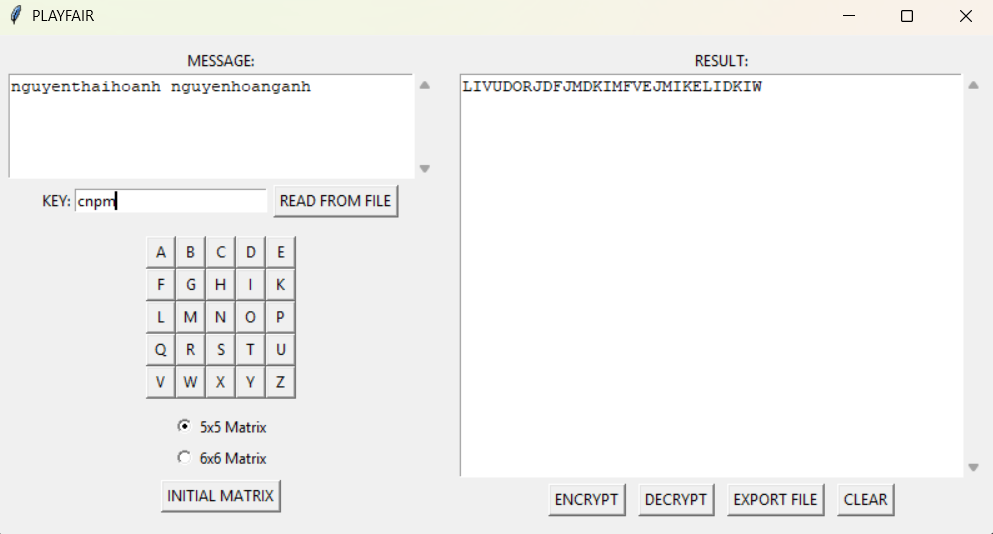 PLAYFAIR
MESSAGE:
nguyenthaihoanh nguyenhoanganh
KEY: cnpm READ FROM FILE
A B C D E
F G H I K
L M N O P
Q R S T U
V W X Y Z
5x5 Matrix
6x6 Matrix
INITIAL MATRIX
RESULT:
LIVUDORJDFJMDKIMFVEJMIKELIDKIW
ENCRYPT DECRYPT EXPORT FILE CLEAR